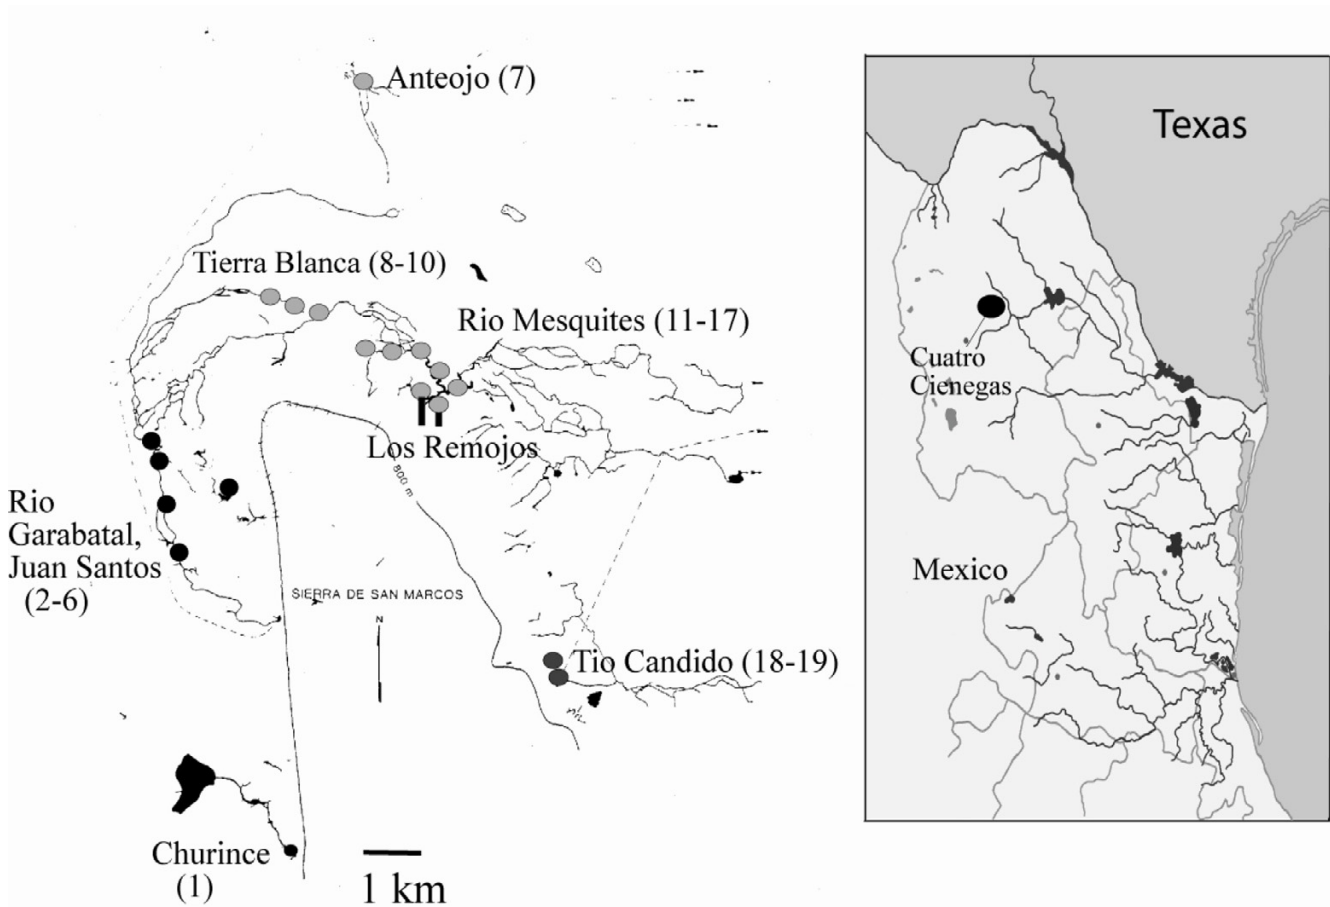 Anteojo (7)
Tierra Blanca (8-10)
Rio Mesquites (11-17)
Los Remojos
800 m
Rio
Garabatal,
Juan Santos
(2-6)
SIERRA DE SAN MARCOS
N
Tio Candido (18-19)
Churince
(1)
1 km
Texas
Cuatro
Cienegas
Mexico